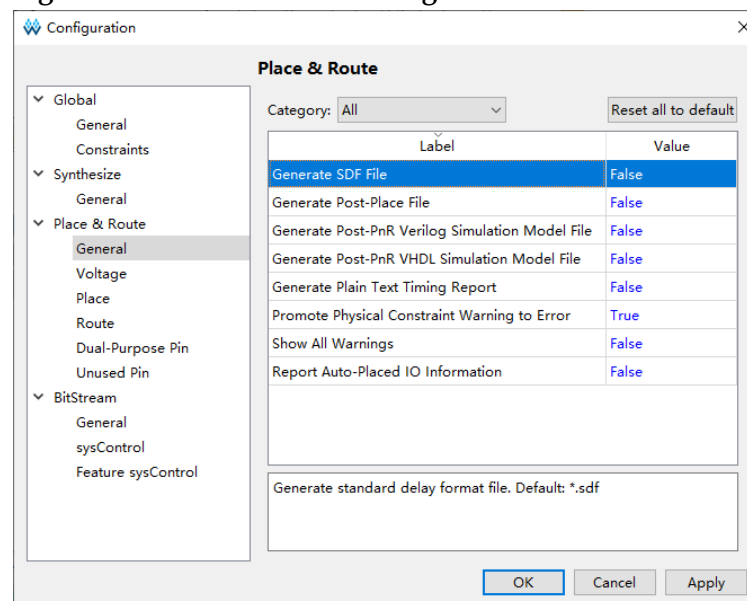 Configuration
Place & Route
Global
General
Constraints
Synthesize
General
Place & Route
General
Voltage
Place
Route
Dual-Purpose Pin
Unused Pin
BitStream
General
sysControl
Feature sysControl
Category: All
Reset all to default
Label Value
Generate SDF File False
Generate Post-Place File False
Generate Post-PnR Verilog Simulation Model File False
Generate Post-PnR VHDL Simulation Model File False
Generate Plain Text Timing Report False
Promote Physical Constraint Warning to Error True
Show All Warnings False
Report Auto-Placed IO Information False
Generate standard delay format file. Default: *.sdf
OK Cancel Apply